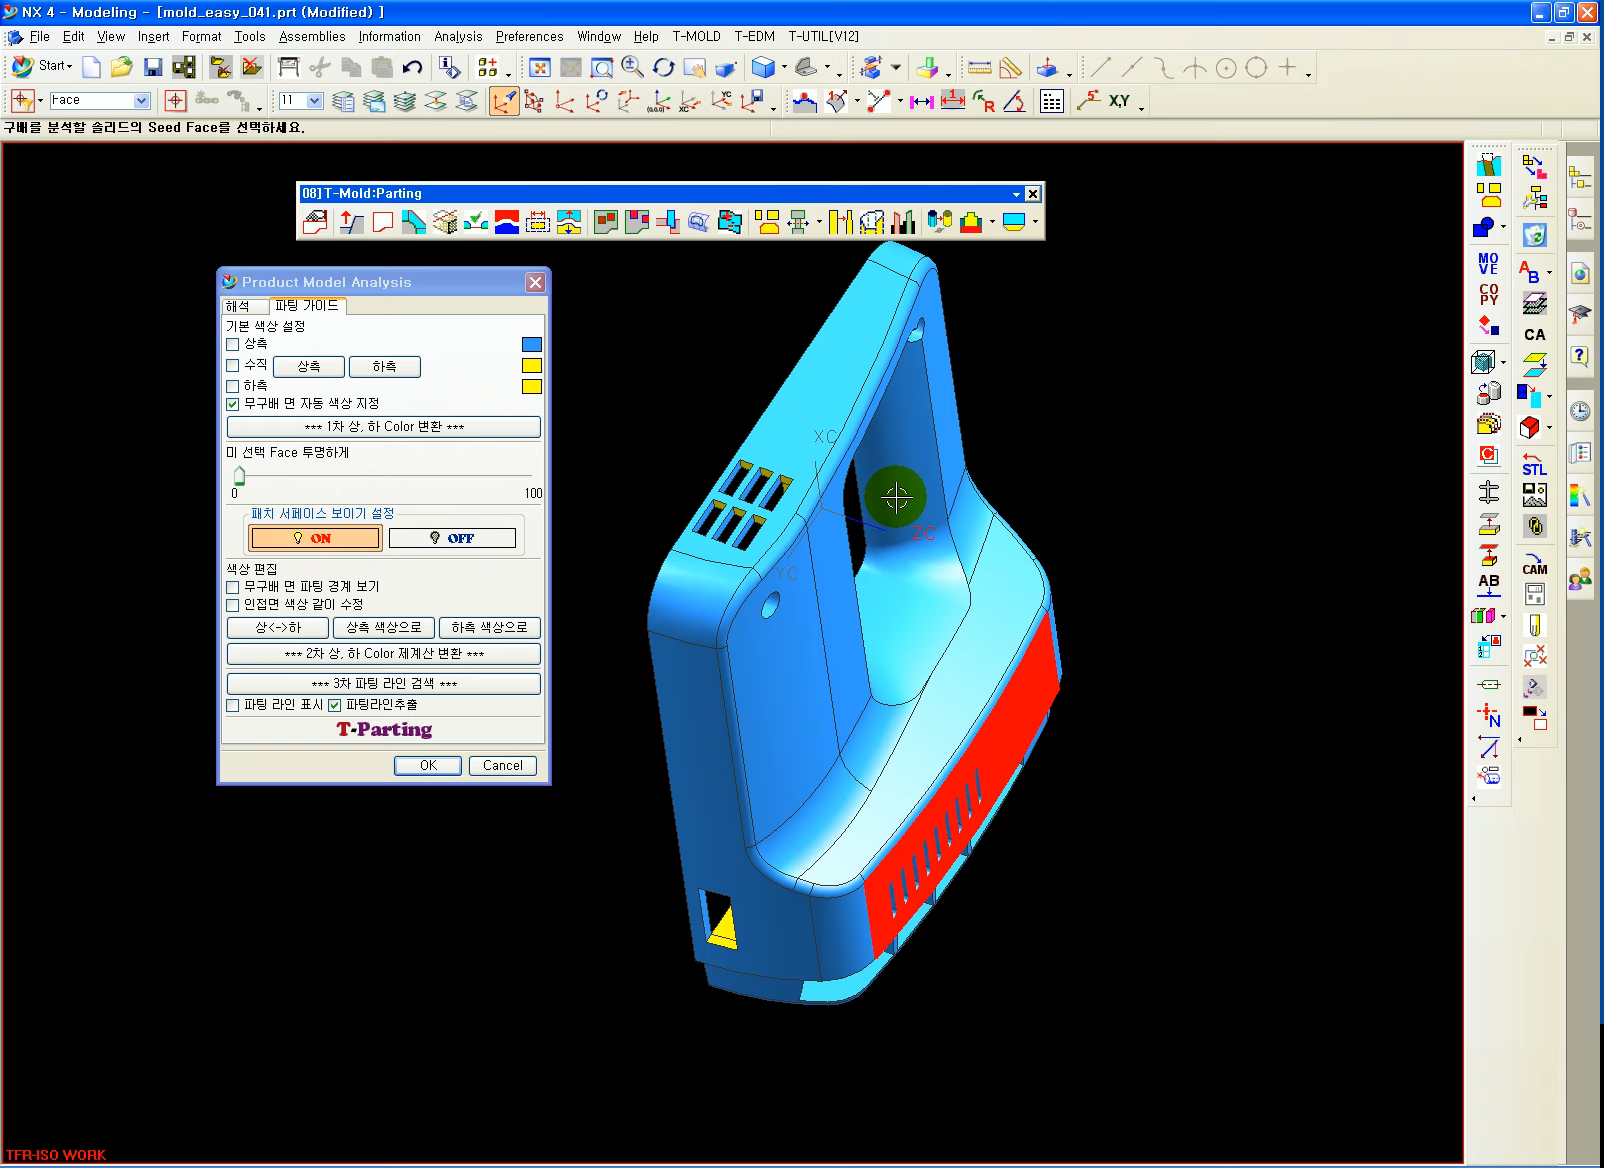 NX 4 - Modeling - [mold_easy_041.prt (Modified) ]
File Edit View Insert Format Tools Assemblies Information Analysis Preferences Window Help T-MOLD T-EDM T-UTIL[V12]
Start
Face 11 XC YC 5° X,Y
구배를 분석할 솔리드의 Seed Face를 선택하세요.
08]T-Mold:Parting
Product Model Analysis
해석 파팅 가이드
기본 색상 설정
상측
수직 상측 하측
하측
무구배 면 자동 색상 지정
*** 1차 상, 하 Color 변환 ***
미 선택 Face 투명하게
0 100
패치 서페이스 보이기 설정
ON OFF
색상 편집
무구배 면 파팅 경계 보기
인접면 색상 같이 수정
상<->하 상측 색상으로 하측 색상으로
*** 2차 상, 하 Color 제계산 변환 ***
*** 3차 파팅 라인 검색 ***
파팅 라인 표시 파팅라인추출
T-Parting
OK Cancel
XC
ZC
YC
MOVE
COPY
AB
N
AB
CA
STL
CAM
TFR-ISO WORK